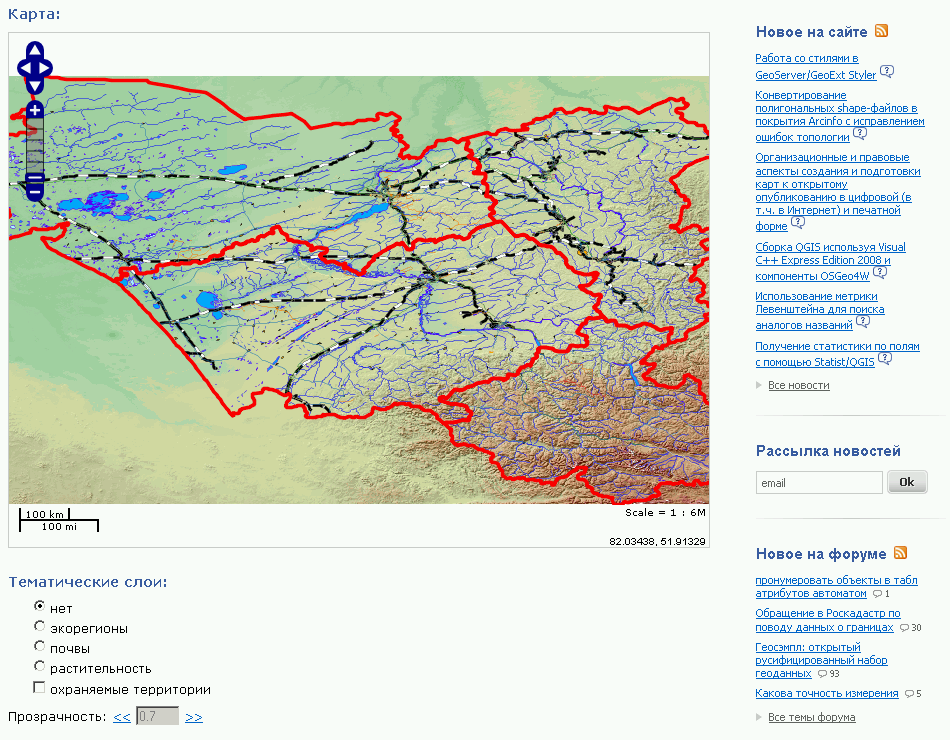 Карта:
100 km
100 mi
Scale = 1 : 6M
82.03438, 51.91329
Тематические слои:
нет
экорегионы
почвы
растительность
охраняемые территории
Прозрачность: << 0.7 >>
Новое на сайте
Работа со стилями в
GeoServer/GeoExt Styler
Конвертирование
полигональных shape-файлов в
покрытия Arcinfo с исправлением
ошибок топологии
Организационные и правовые
аспекты создания и подготовки
карт к открытому
опубликованию в цифровой (в
т.ч. в Интернет) и печатной
форме
Сборка QGIS используя Visual
C++ Express Edition 2008 и
компоненты OSGeo4W
Использование метрики
Левенштейна для поиска
аналогов названий
Получение статистики по полям
с помощью Statist/QGIS
Все новости
Рассылка новостей
email Ok
Новое на форуме
пронумеровать объекты в табл
атрибутов автоматом 1
Обращение в Роскадастр по
поводу данных о границах 30
Геосэмпл: открытый
русифицированный набор
геоданных 93
Какова точность измерения 5
Все темы форума